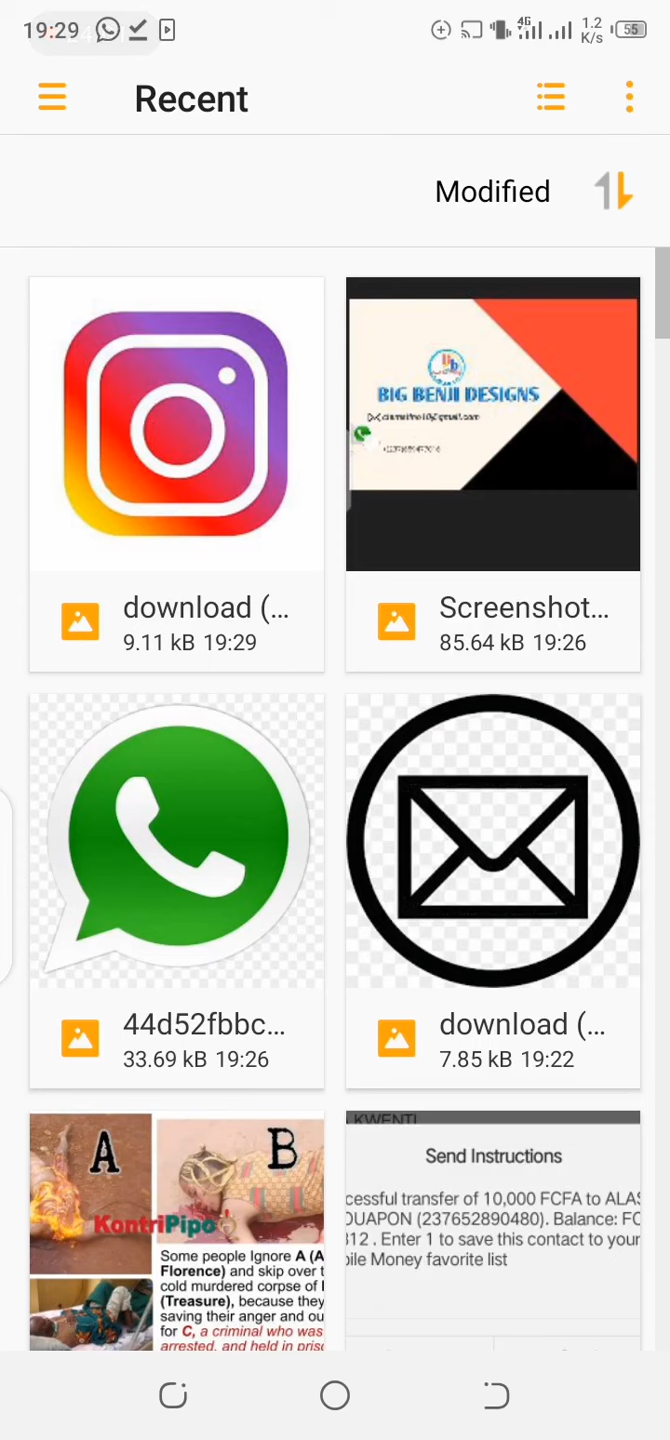 19:29
4G
1.2
K/s
55
Recent
Modified
BIG BENJI DESIGNS
download (...
9.11 kB 19:29
Screenshot...
85.64 kB 19:26
44d52fbbc...
33.69 kB 19:26
download (...
7.85 kB 19:22
A
B
KontriPipo
Some people Ignore A (A
Florence) and skip over t
cold murdered corpse of
(Treasure), because they
saving their anger and ou
for C, a criminal who was
arrested, and held in priso
KWENTI
Send Instructions
cessful transfer of 10,000 FCFA to ALAS
OUAPON (237652890480). Balance: FC
312 . Enter 1 to save this contact to your
bile Money favorite list